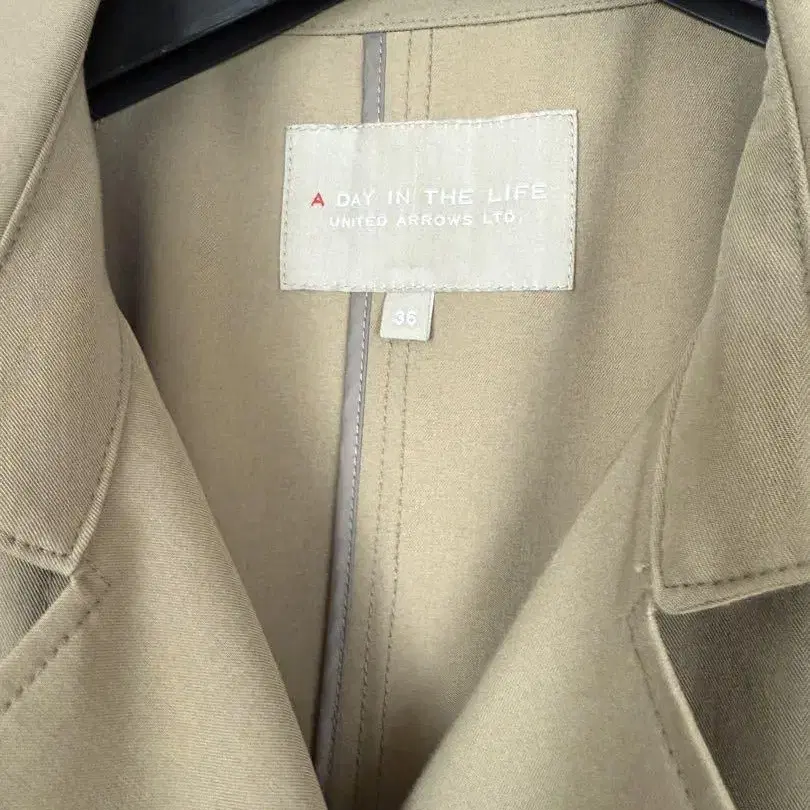 A DAY IN THE LIFE
UNITED ARROWS LTD.
36